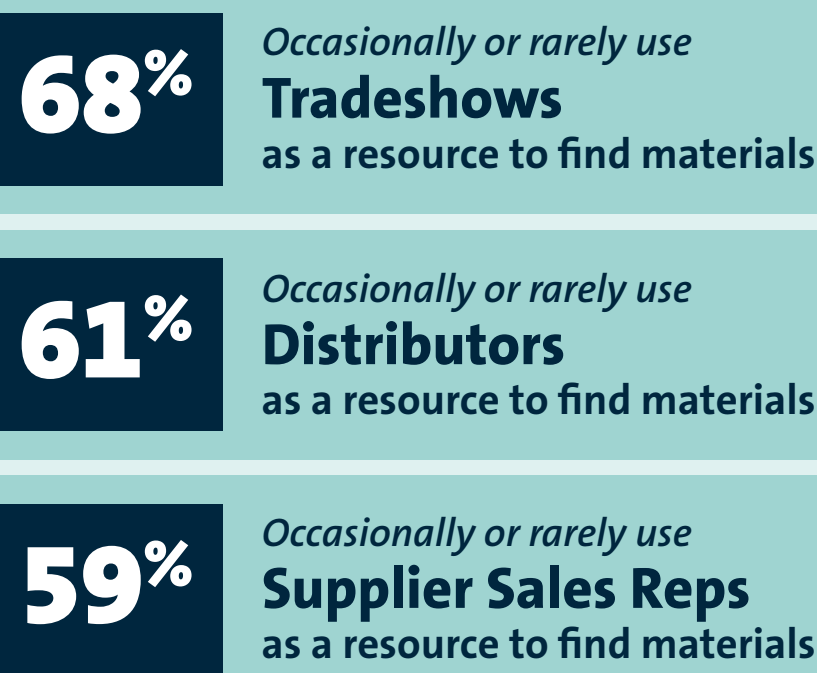 68%
Occasionally or rarely use
Tradeshows
as a resource to find materials
61%
Occasionally or rarely use
Distributors
as a resource to find materials
59%
Occasionally or rarely use
Supplier Sales Reps
as a resource to find materials